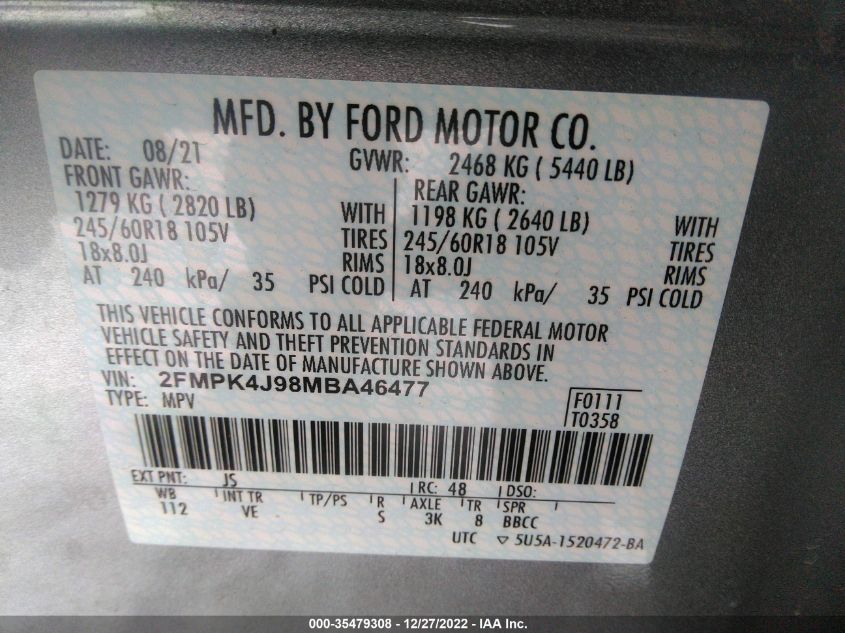 MFD. BY FORD MOTOR CO.
DATE: 08/21 GVWR: 2468 KG ( 5440 LB)
FRONT GAWR: REAR GAWR:
1279 KG ( 2820 LB) WITH 1198 KG ( 2640 LB) WITH
245/60R18 105V TIRES 245/60R18 105V TIRES
18x8.0J RIMS 18x8.0J RIMS
AT 240 kPa/ 35 PSI COLD AT 240 kPa/ 35 PSI COLD
THIS VEHICLE CONFORMS TO ALL APPLICABLE FEDERAL MOTOR
VEHICLE SAFETY AND THEFT PREVENTION STANDARDS IN
EFFECT ON THE DATE OF MANUFACTURE SHOWN ABOVE.
VIN: 2FMPK4J98MBA46477 F0111
TYPE: MPV T0358
EXT PNT: JS RC: 48 DSO:
WB INT TR TP/PS R AXLE TR SPR
112 VE S 3K 8 BBCC
UTC ▽ 5U5A-1520472-BA
000-35479308 - 12/27/2022 - IAA Inc.